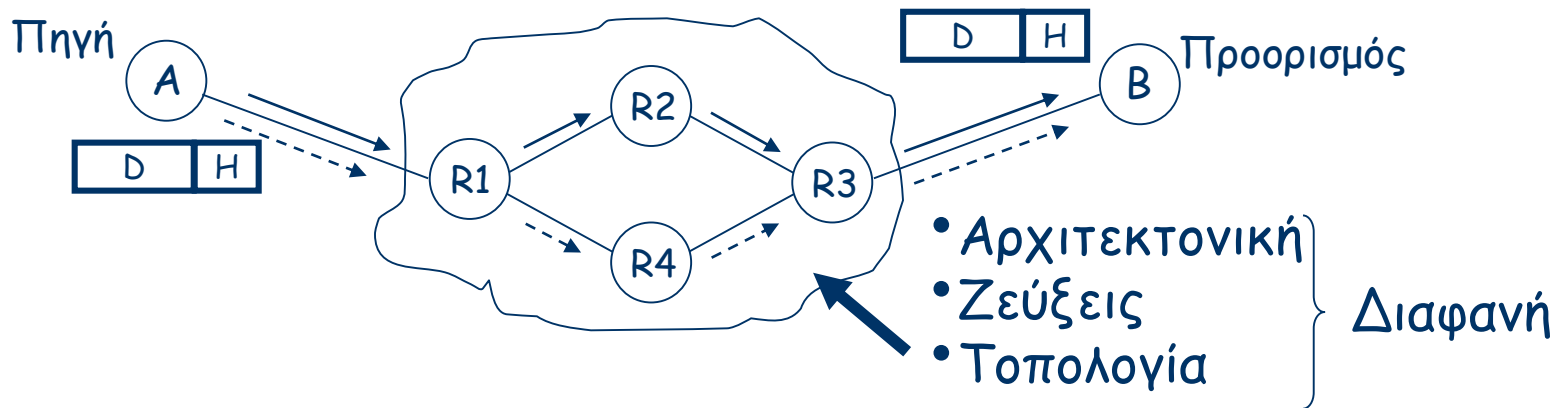 Πηγή
A
D H
R1
R2
R4
R3
D H
B
Προορισμός
• Αρχιτεκτονική
• Ζεύξεις
• Τοπολογία
Διαφανή